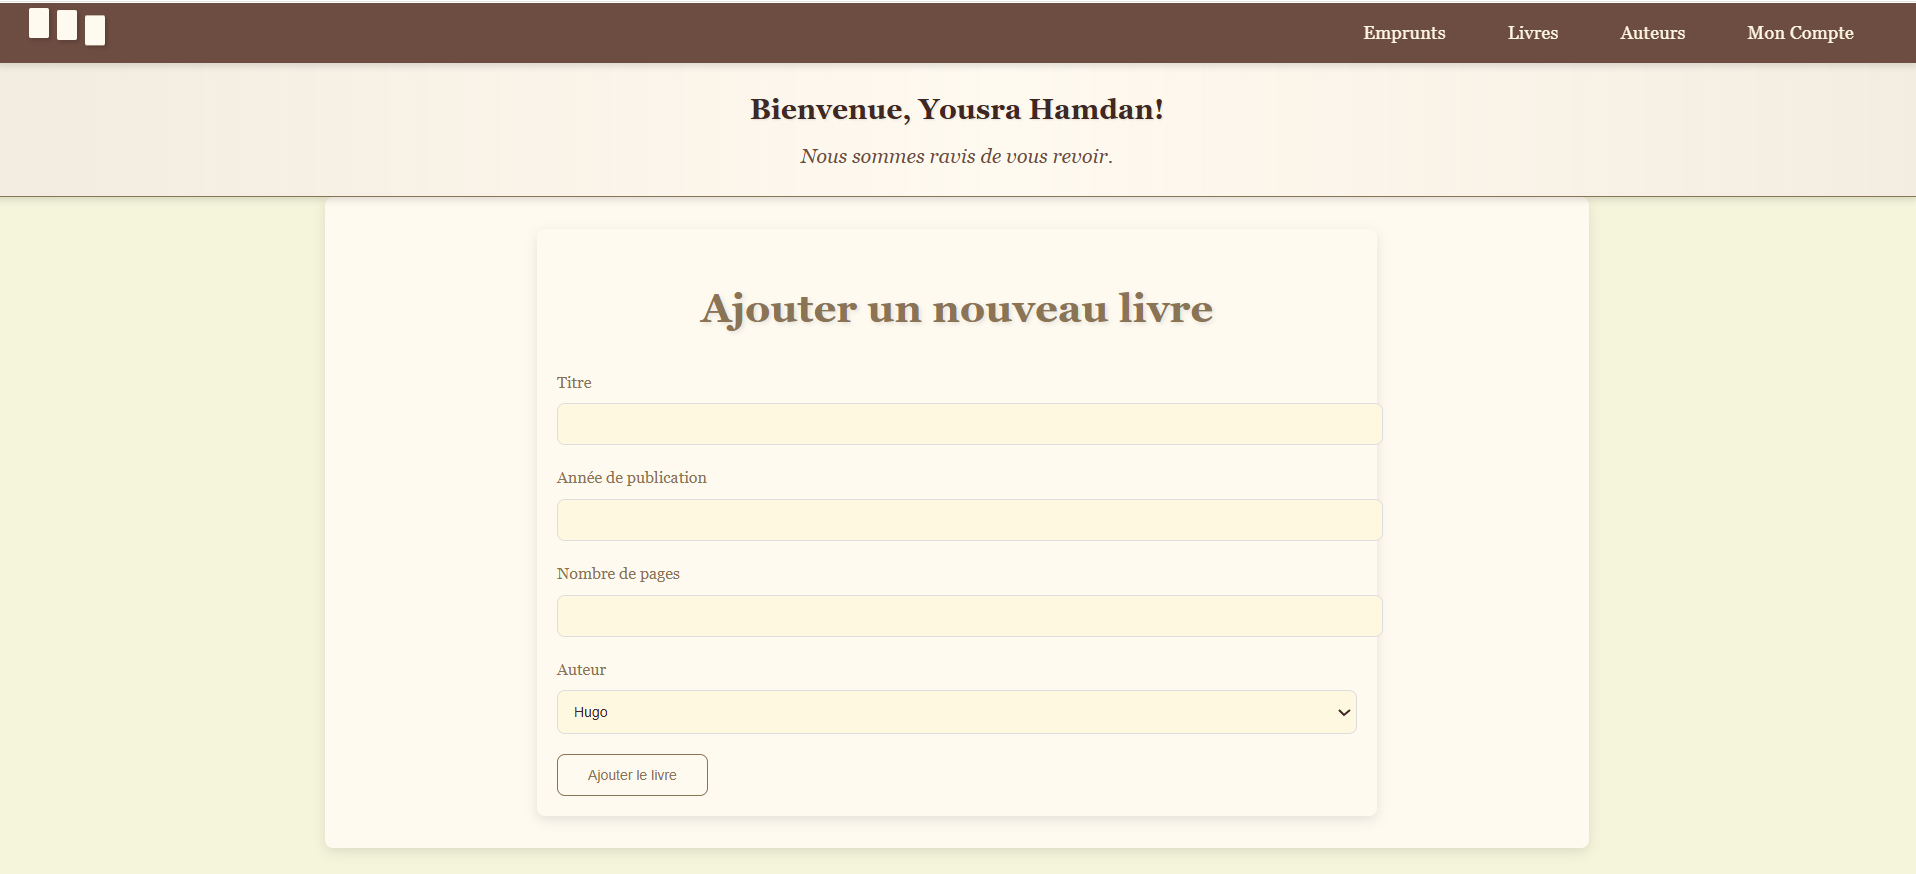 Emprunts Livres Auteurs Mon Compte
Bienvenue, Yousra Hamdan!
Nous sommes ravis de vous revoir.
Ajouter un nouveau livre
Titre
Année de publication
Nombre de pages
Auteur
Hugo
Ajouter le livre